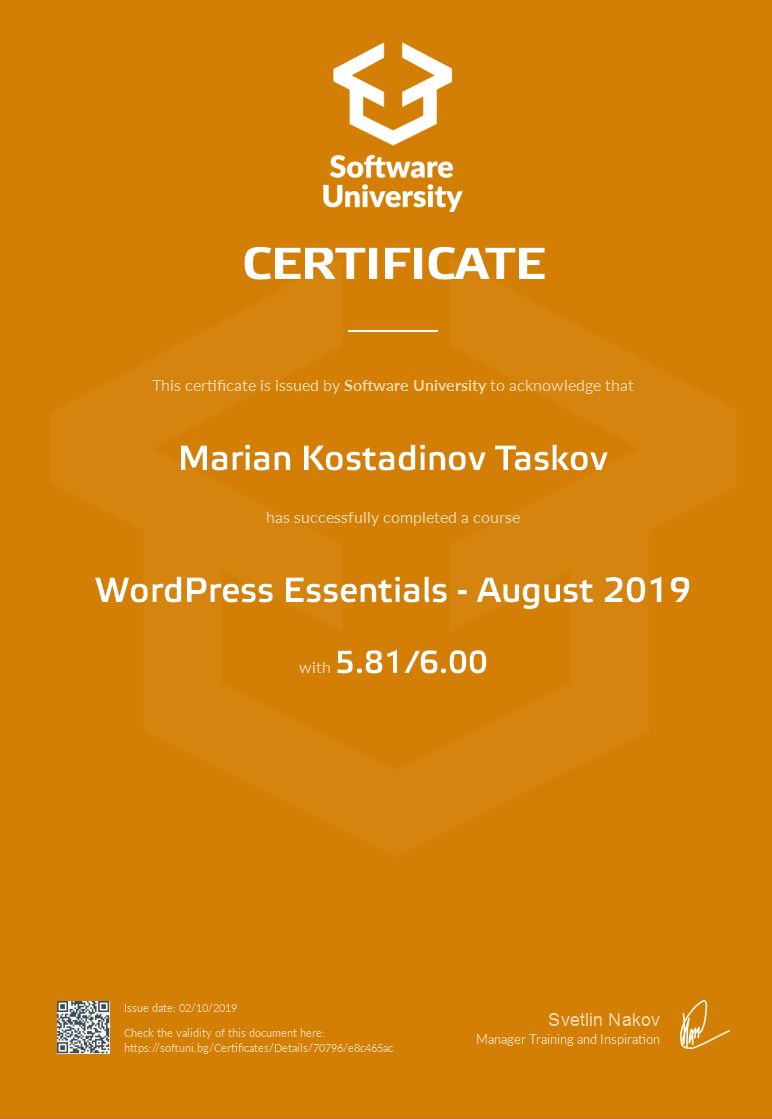 Software
University
CERTIFICATE
This certificate is issued by Software University to acknowledge that
Marian Kostadinov Taskov
has successfully completed a course
WordPress Essentials - August 2019
with 5.81/6.00
Issue date: 02/10/2019
Check the validity of this document here:
https://softuni.bg/Certificates/Details/70796/e8c465ac
Svetlin Nakov
Manager Training and Inspiration